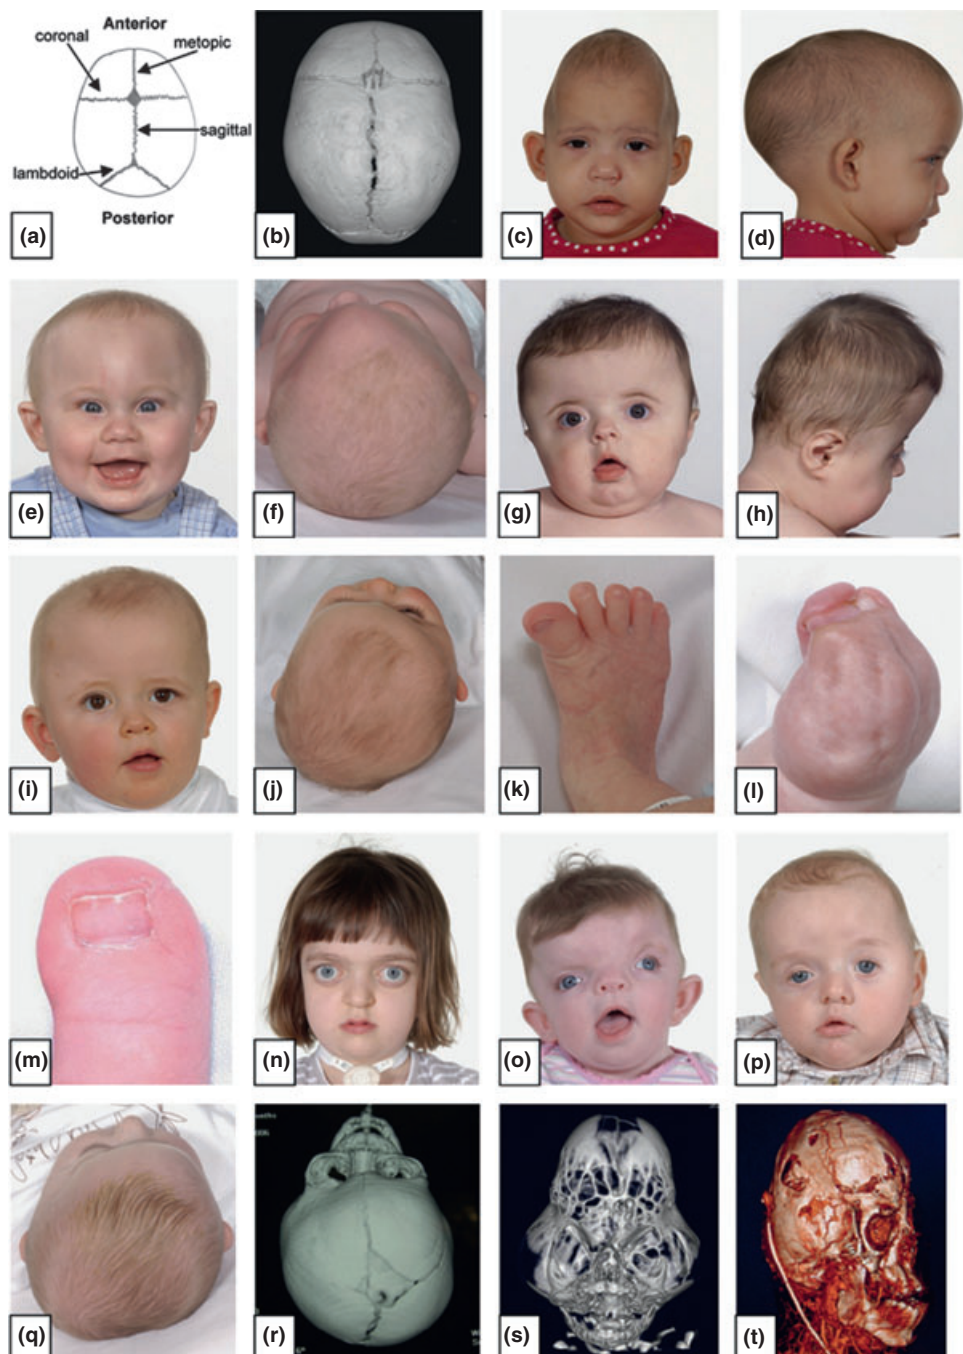 Anterior
coronal
metopic
sagittal
lambdoid
Posterior
(a)
(b)
(c)
(d)
(e)
(f)
(g)
(h)
(i)
(j)
(k)
(l)
(m)
(n)
(o)
(p)
(q)
(r)
(s)
(t)